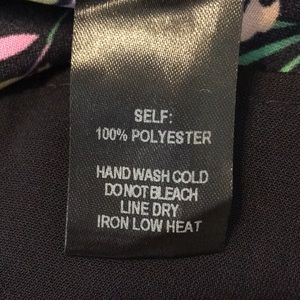 SELF:
100% POLYESTER
HAND WASH COLD
DO NOT BLEACH
LINE DRY
IRON LOW HEAT